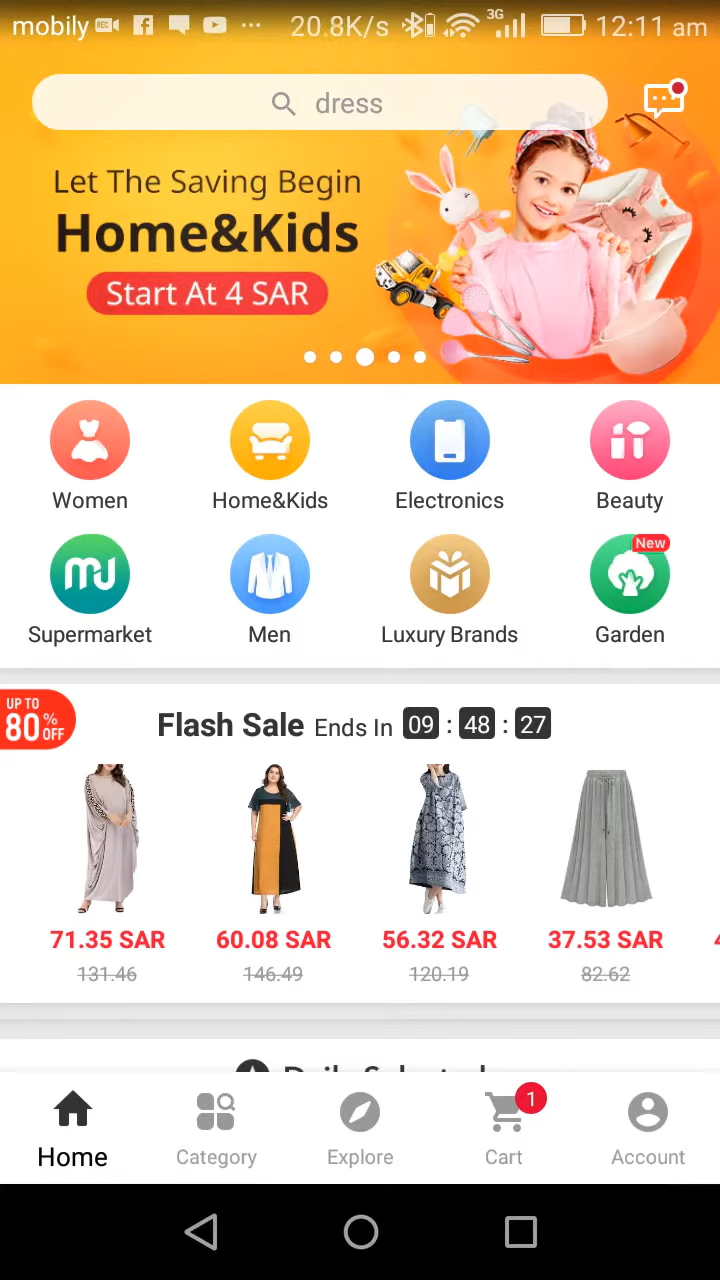 mobily REC. ... 20.8K/s 3G 12:11 am
dress
Let The Saving Begin
Home&Kids
Start At 4 SAR
Women Home&Kids Electronics Beauty
New
Supermarket Men Luxury Brands Garden
UP TO
80% OFF
Flash Sale Ends In 09 : 48 : 27
71.35 SAR 60.08 SAR 56.32 SAR 37.53 SAR
131.46 146.49 120.19 82.62
Daily Selected
1
Home Category Explore Cart Account